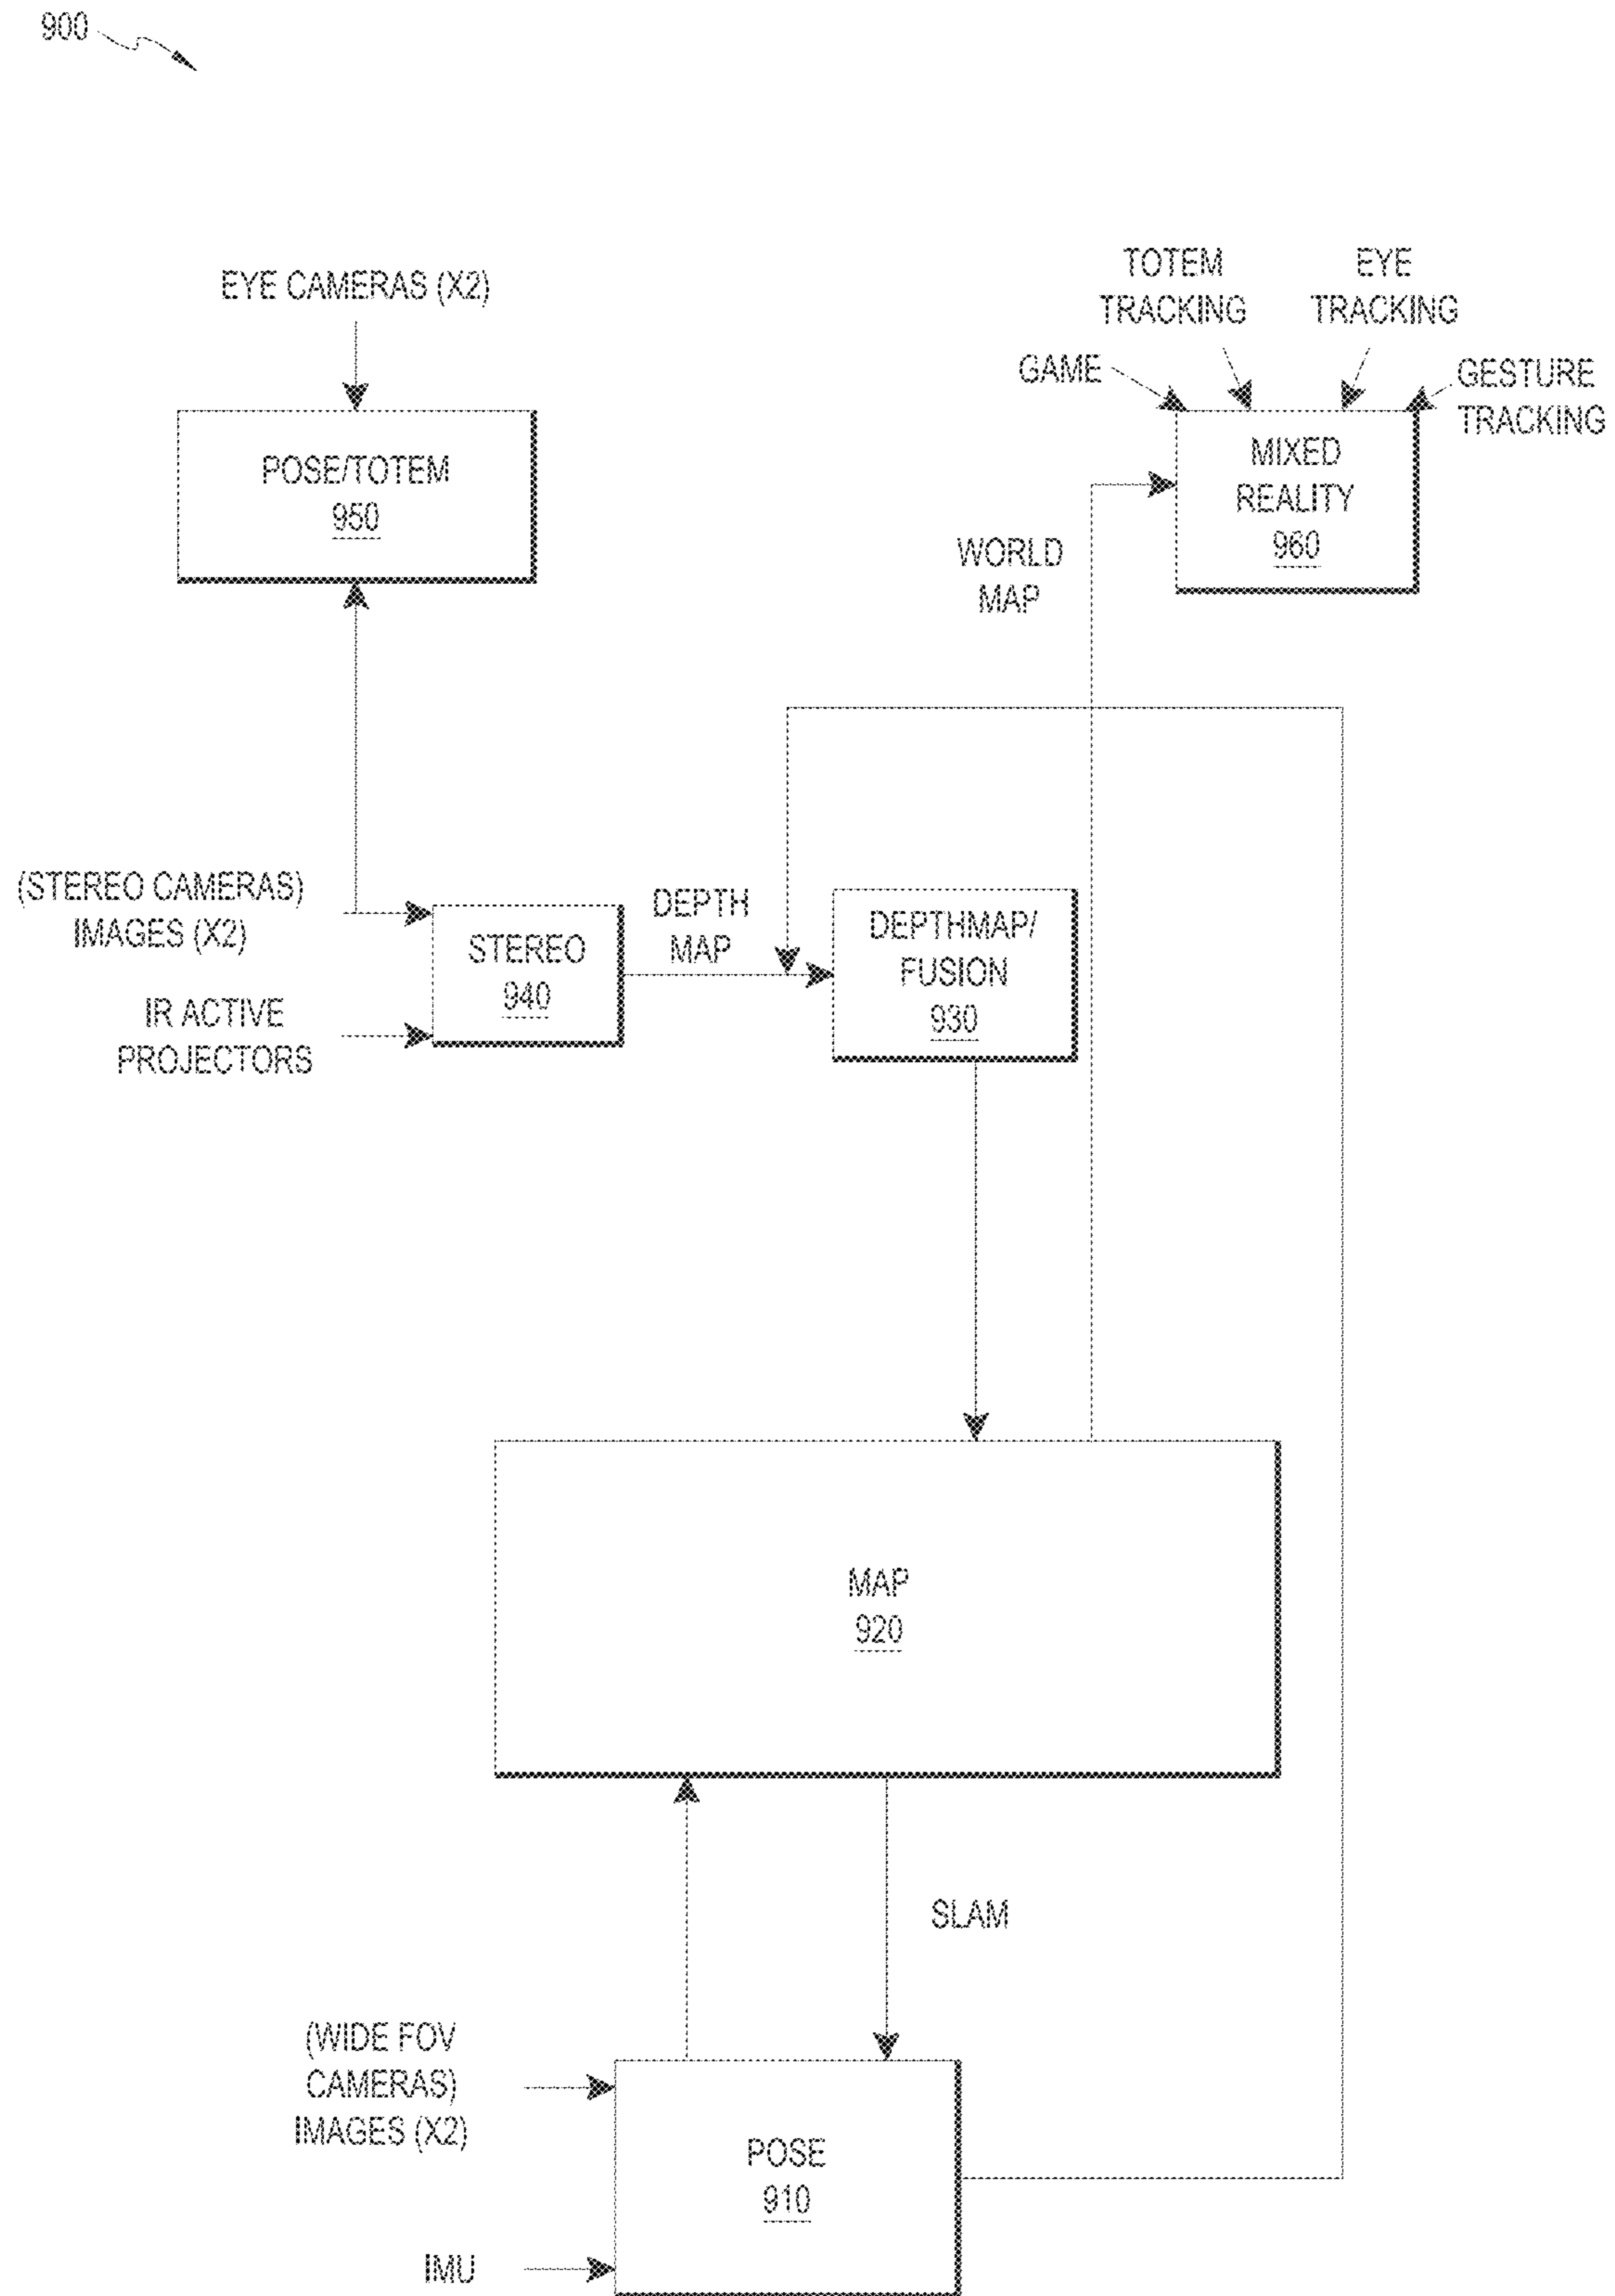 900
EYE CAMERAS (X2)
POSE/TOTEM
950
TOTEM
TRACKING
EYE
TRACKING
GAME
GESTURE
TRACKING
MIXED
REALITY
960
WORLD
MAP
(STEREO CAMERAS)
IMAGES (X2)
IR ACTIVE
PROJECTORS
STEREO
940
DEPTH
MAP
DEPTHMAP/
FUSION
930
MAP
920
SLAM
(WIDE FOV
CAMERAS)
IMAGES (X2)
IMU
POSE
910